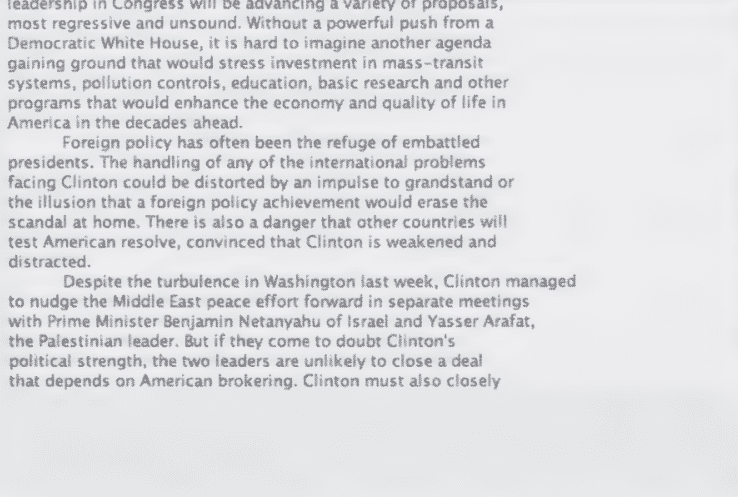 leadership in Congress will be advancing a variety of proposals,
most regressive and unsound. Without a powerful push from a
Democratic White House, it is hard to imagine another agenda
gaining ground that would stress investment in mass-transit
systems, pollution controls, education, basic research and other
programs that would enhance the economy and quality of life in
America in the decades ahead.
Foreign policy has often been the refuge of embattled
presidents. The handling of any of the international problems
facing Clinton could be distorted by an impulse to grandstand or
the illusion that a foreign policy achievement would erase the
scandal at home. There is also a danger that other countries will
test American resolve, convinced that Clinton is weakened and
distracted.
Despite the turbulence in Washington last week, Clinton managed
to nudge the Middle East peace effort forward in separate meetings
with Prime Minister Benjamin Netanyahu of Israel and Yasser Arafat,
the Palestinian leader. But if they come to doubt Clinton's
political strength, the two leaders are unlikely to close a deal
that depends on American brokering. Clinton must also closely